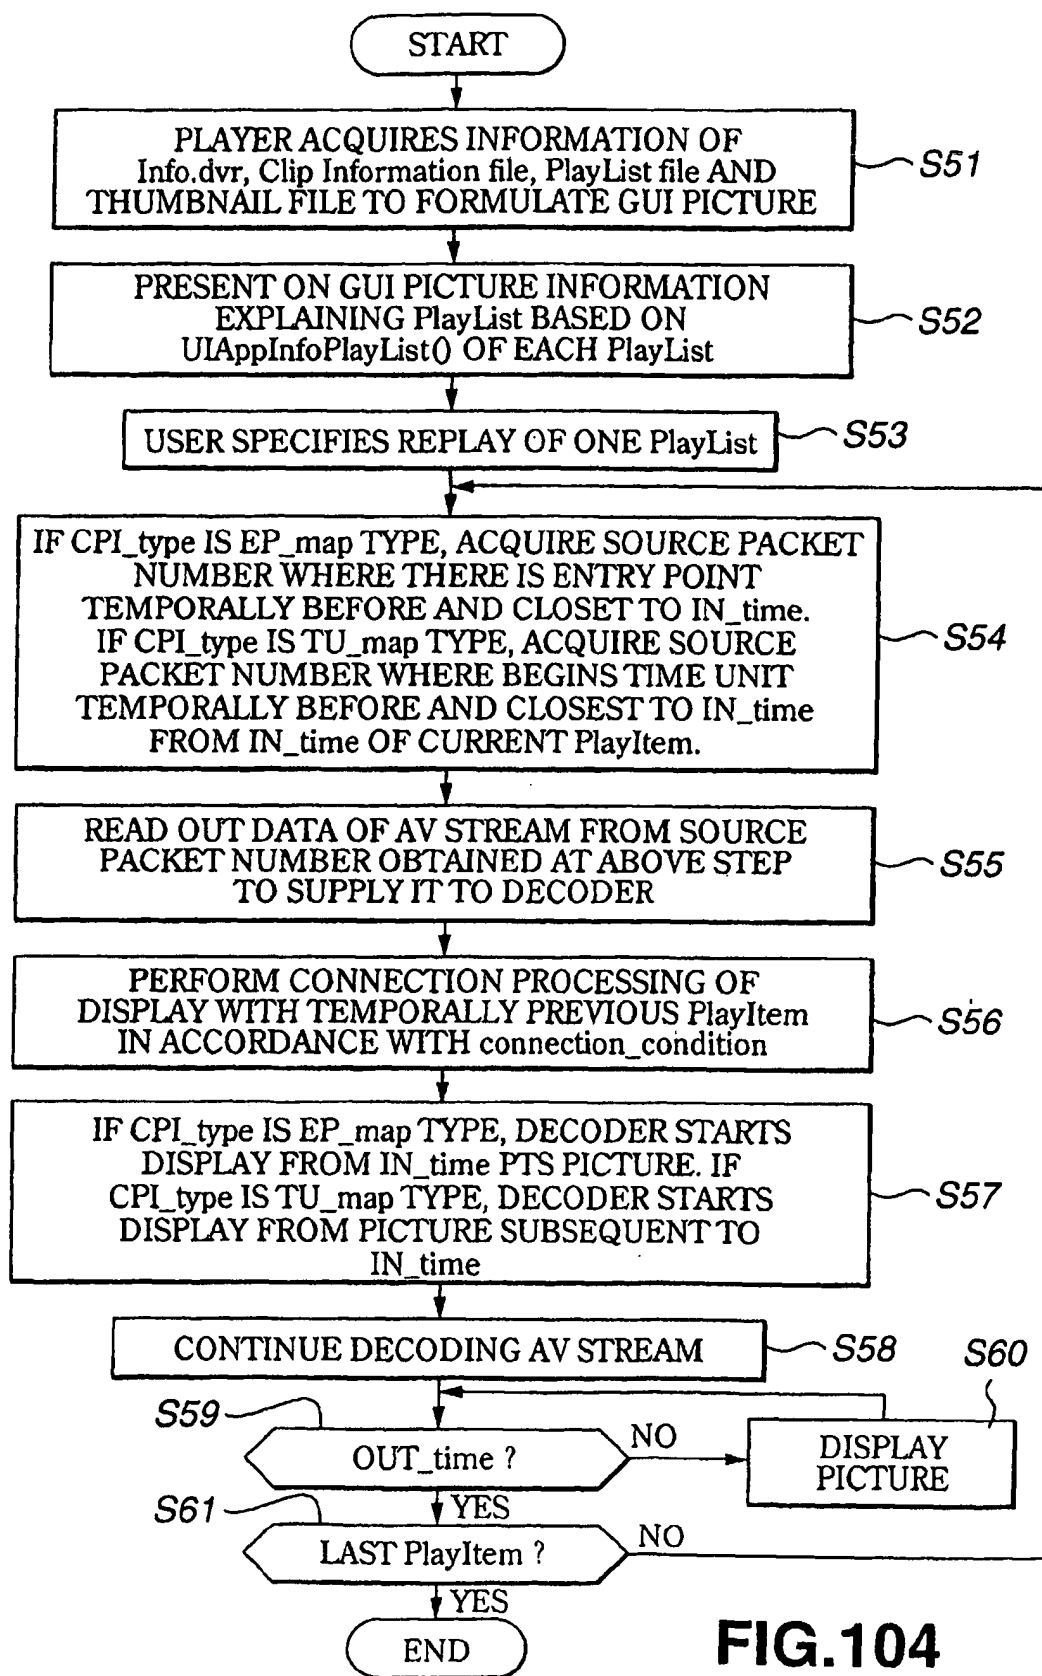 START
PLAYER ACQUIRES INFORMATION OF
Info.dvr, Clip Information file, PlayList file AND
THUMBNAIL FILE TO FORMULATE GUI PICTURE
S51
PRESENT ON GUI PICTURE INFORMATION
EXPLAINING PlayList BASED ON
UIAppInfoPlayList() OF EACH PlayList
S52
USER SPECIFIES REPLAY OF ONE PlayList
S53
IF CPI_type IS EP_map TYPE, ACQUIRE SOURCE PACKET
NUMBER WHERE THERE IS ENTRY POINT
TEMPORALLY BEFORE AND CLOSET TO IN_time.
IF CPI_type IS TU_map TYPE, ACQUIRE SOURCE
PACKET NUMBER WHERE BEGINS TIME UNIT
TEMPORALLY BEFORE AND CLOSEST TO IN_time
FROM IN_time OF CURRENT PlayItem.
S54
READ OUT DATA OF AV STREAM FROM SOURCE
PACKET NUMBER OBTAINED AT ABOVE STEP
TO SUPPLY IT TO DECODER
S55
PERFORM CONNECTION PROCESSING OF
DISPLAY WITH TEMPORALLY PREVIOUS PlayItem
IN ACCORDANCE WITH connection_condition
S56
IF CPI_type IS EP_map TYPE, DECODER STARTS
DISPLAY FROM IN_time PTS PICTURE. IF
CPI_type IS TU_map TYPE, DECODER STARTS
DISPLAY FROM PICTURE SUBSEQUENT TO
IN_time
S57
CONTINUE DECODING AV STREAM
S58
S60
S59
OUT_time ?
NO
DISPLAY
PICTURE
YES
S61
LAST PlayItem ?
NO
YES
END
FIG.104